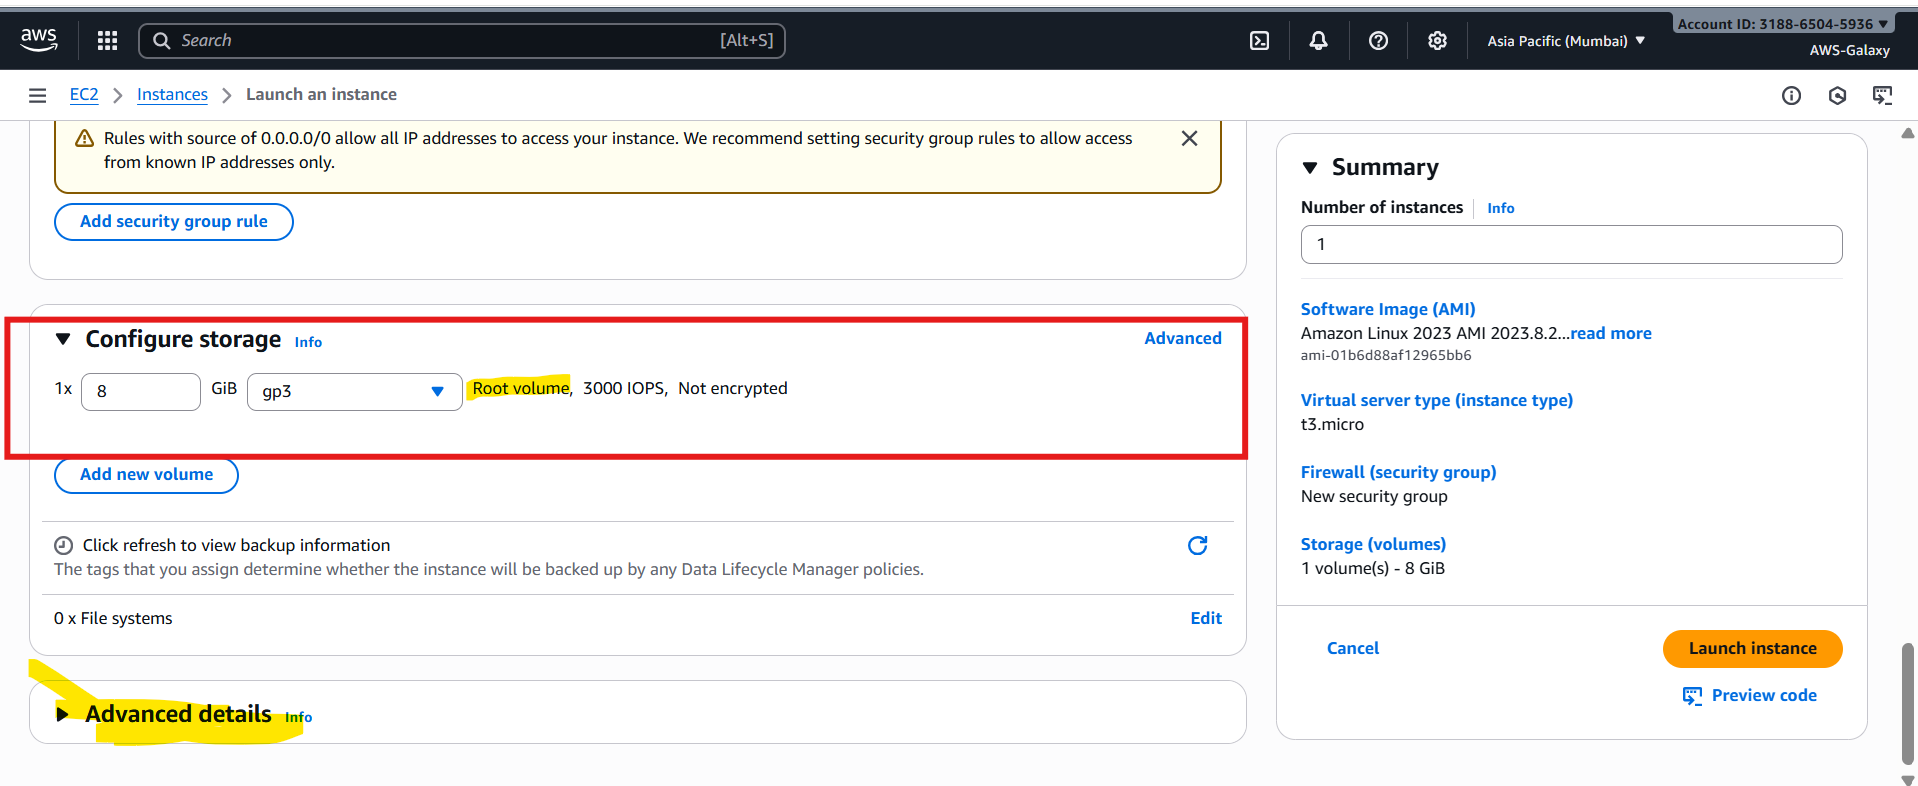 aws
Search
[Alt+S]
Asia Pacific (Mumbai)
Account ID: 3188-6504-5936
AWS-Galaxy
EC2
Instances
Launch an instance
Rules with source of 0.0.0.0/0 allow all IP addresses to access your instance. We recommend setting security group rules to allow access
from known IP addresses only.
Add security group rule
Configure storage Info
Advanced
1x 8 GiB gp3 Root volume, 3000 IOPS, Not encrypted
Add new volume
Click refresh to view backup information
The tags that you assign determine whether the instance will be backed up by any Data Lifecycle Manager policies.
0 x File systems
Edit
Advanced details Info
Summary
Number of instances Info
1
Software Image (AMI)
Amazon Linux 2023 AMI 2023.8.2...read more
ami-01b6d88af12965bb6
Virtual server type (instance type)
t3.micro
Firewall (security group)
New security group
Storage (volumes)
1 volume(s) - 8 GiB
Cancel
Launch instance
Preview code